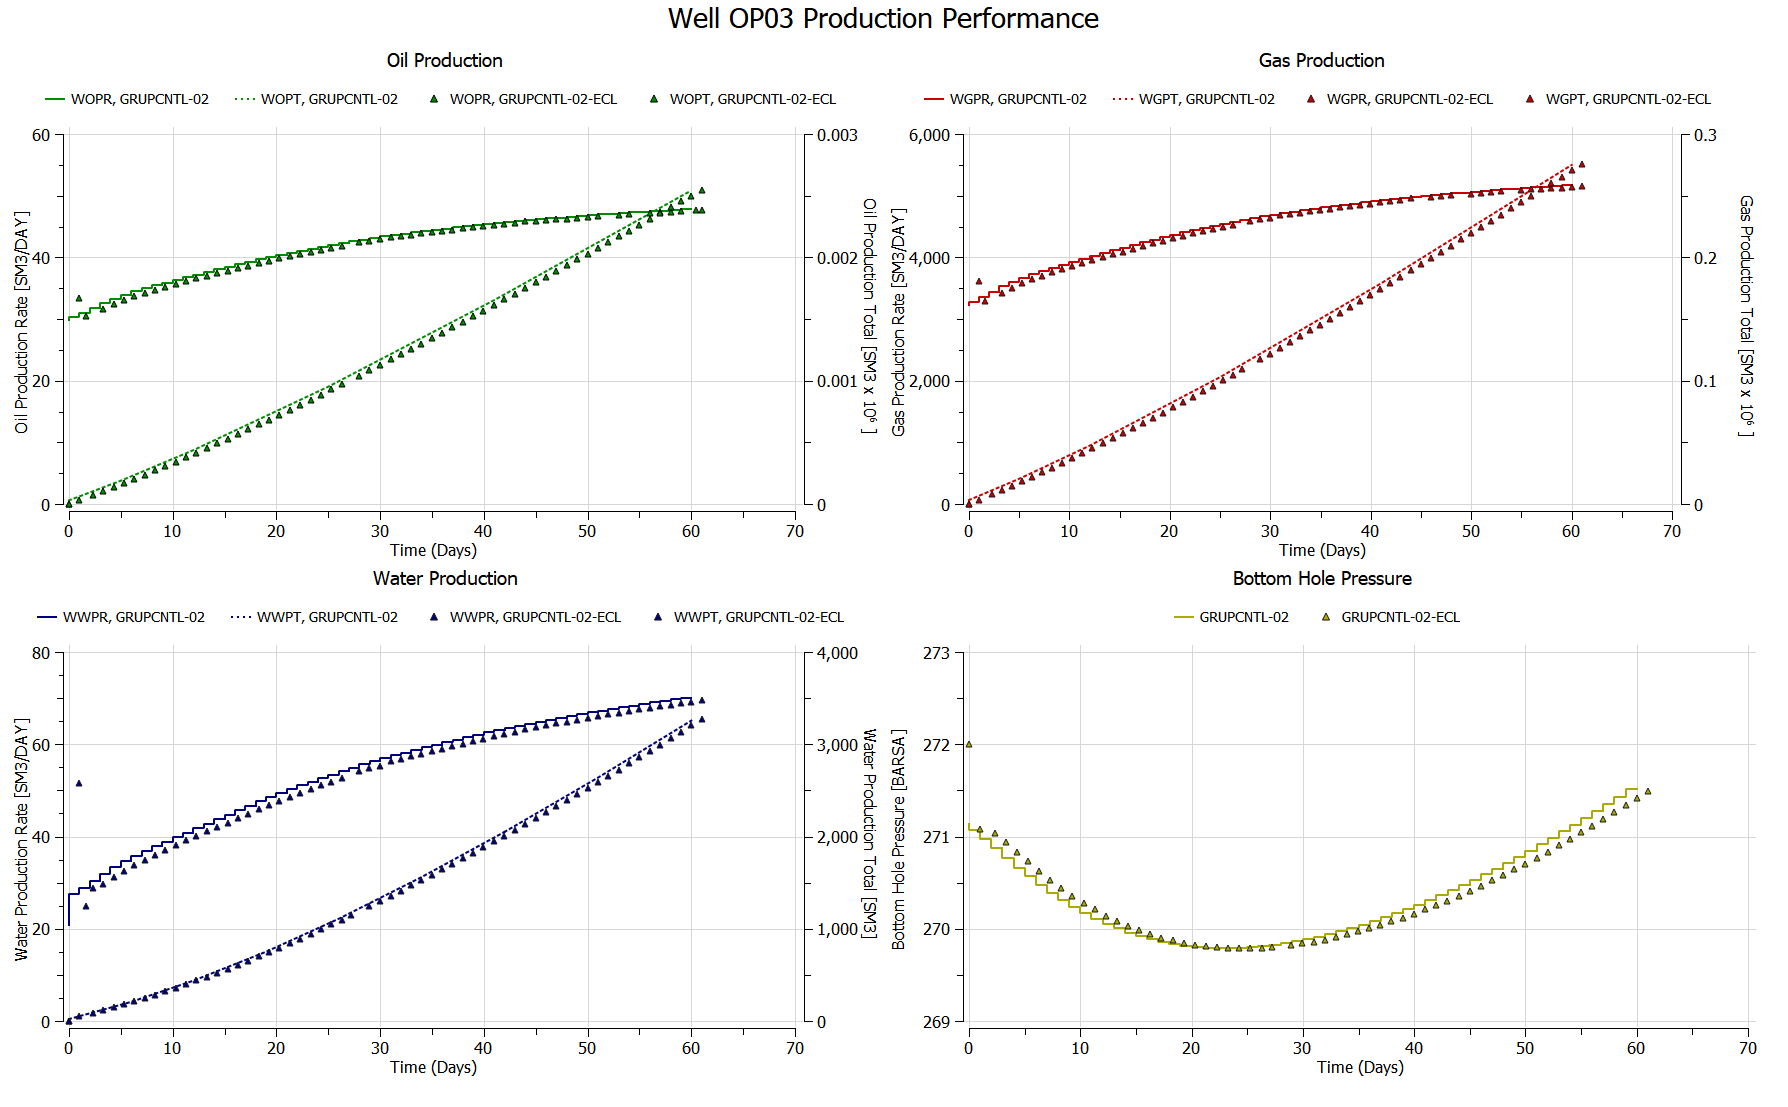 Well OP03 Production Performance
Oil Production
WOPR, GRUPCNTL-02 WOPT, GRUPCNTL-02 WOPR, GRUPCNTL-02-ECL WOPT, GRUPCNTL-02-ECL
Oil Production Rate [SM3/DAY]
60
40
20
0
0.003
0.002
0.001
0
Oil Production Total [SM3 x 10⁶ ]
0 10 20 30 40 50 60 70
Time (Days)
Gas Production
WGPR, GRUPCNTL-02 WGPT, GRUPCNTL-02 WGPR, GRUPCNTL-02-ECL WGPT, GRUPCNTL-02-ECL
Gas Production Rate [SM3/DAY]
6,000
4,000
2,000
0
0.3
0.2
0.1
0
Gas Production Total [SM3 x 10⁶ ]
0 10 20 30 40 50 60 70
Time (Days)
Water Production
WWPR, GRUPCNTL-02 WWPT, GRUPCNTL-02 WWPR, GRUPCNTL-02-ECL WWPT, GRUPCNTL-02-ECL
Water Production Rate [SM3/DAY]
80
60
40
20
0
4,000
3,000
2,000
1,000
0
Water Production Total [SM3]
0 10 20 30 40 50 60 70
Time (Days)
Bottom Hole Pressure
GRUPCNTL-02 GRUPCNTL-02-ECL
Bottom Hole Pressure [BARSA]
273
272
271
270
269
0 10 20 30 40 50 60 70
Time (Days)